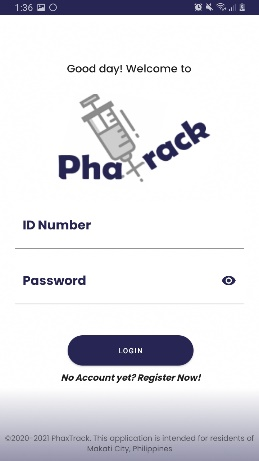 1:36
Good day! Welcome to
PhaxTrack
ID Number
Password
LOGIN
No Account yet? Register Now!
©2020-2021 PhaxTrack. This application is intended for residents of
Makati City, Philippines